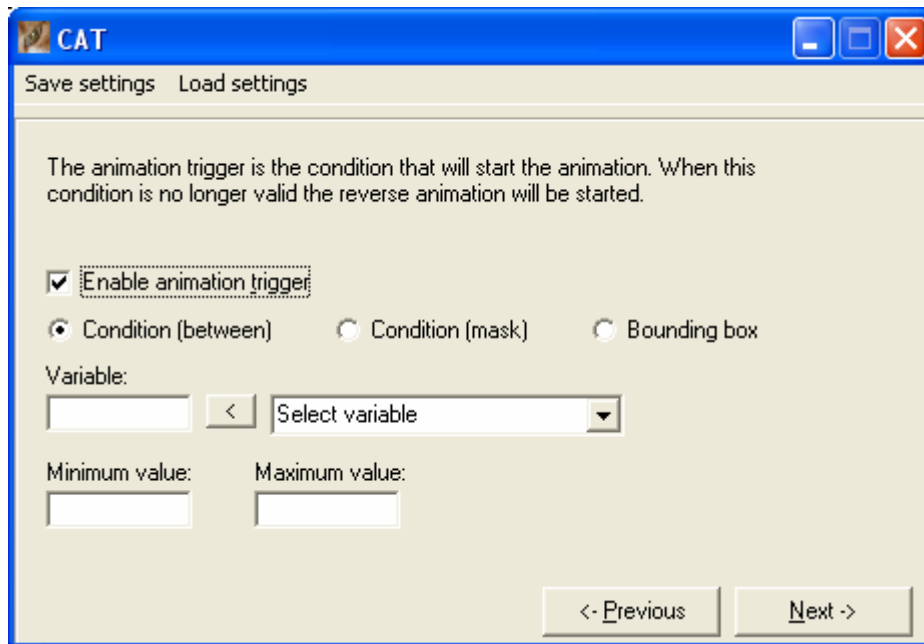 CAT
Save settings Load settings
The animation trigger is the condition that will start the animation. When this
condition is no longer valid the reverse animation will be started.
Enable animation trigger
Condition (between) Condition (mask) Bounding box
Variable:
< Select variable
Minimum value: Maximum value:
<- Previous Next ->